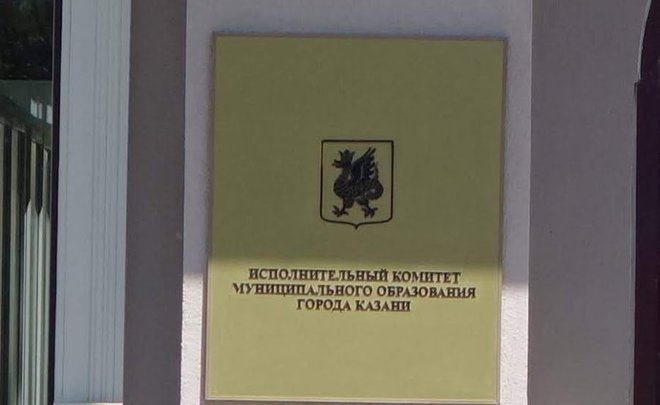 ИСПОЛНИТЕЛЬНЫЙ КОМИТЕТ
МУНИЦИПАЛЬНОГО ОБРАЗОВАНИЯ
ГОРОДА КАЗАНИ